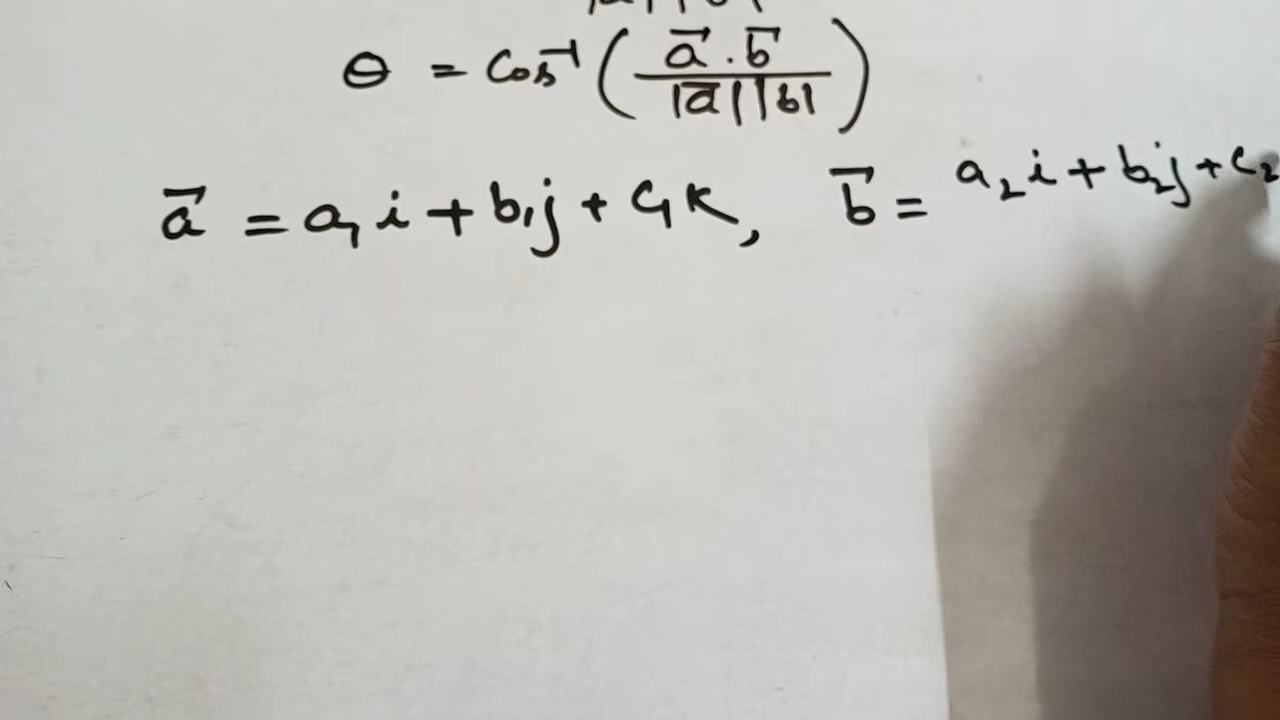 θ = Cos⁻¹ ( a⃗ . b⃗ / |a⃗| |b| )
a⃗ = a₁i + b₁j + c₁k, b⃗ = a₂i + b₂j + c₂